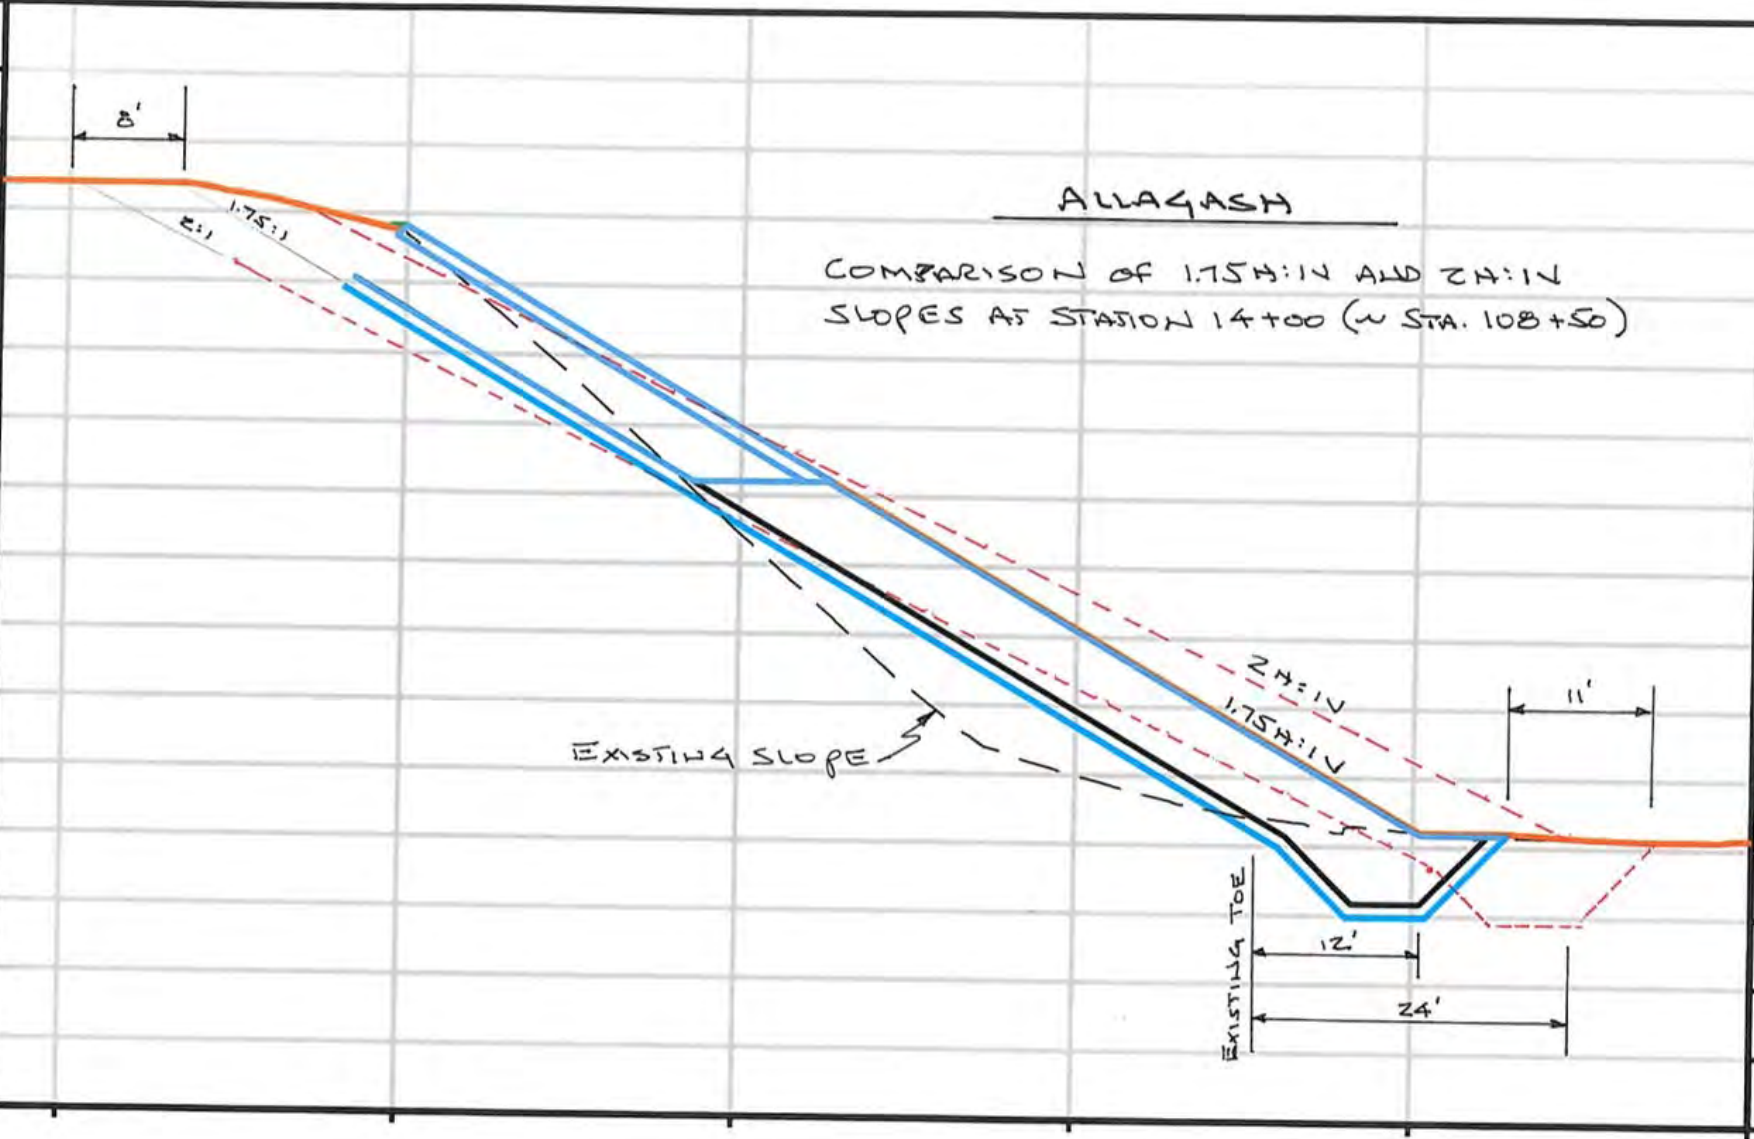 8'
2:1
1.75:1
ALLAGASH
COMPARISON OF 1.75H:1V AND 2H:1V
SLOPES AT STATION 14+00 (~ STA. 108+50)
2H:1V
1.75H:1V
11'
EXISTING SLOPE
EXISTING TOE
12'
24'